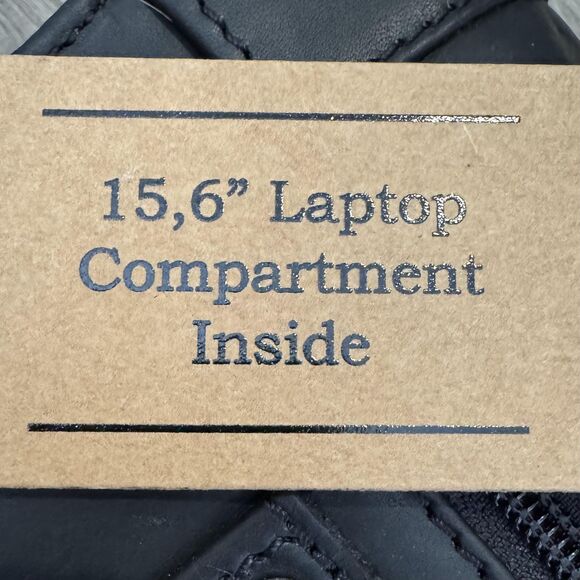 15,6” Laptop
Compartment
Inside